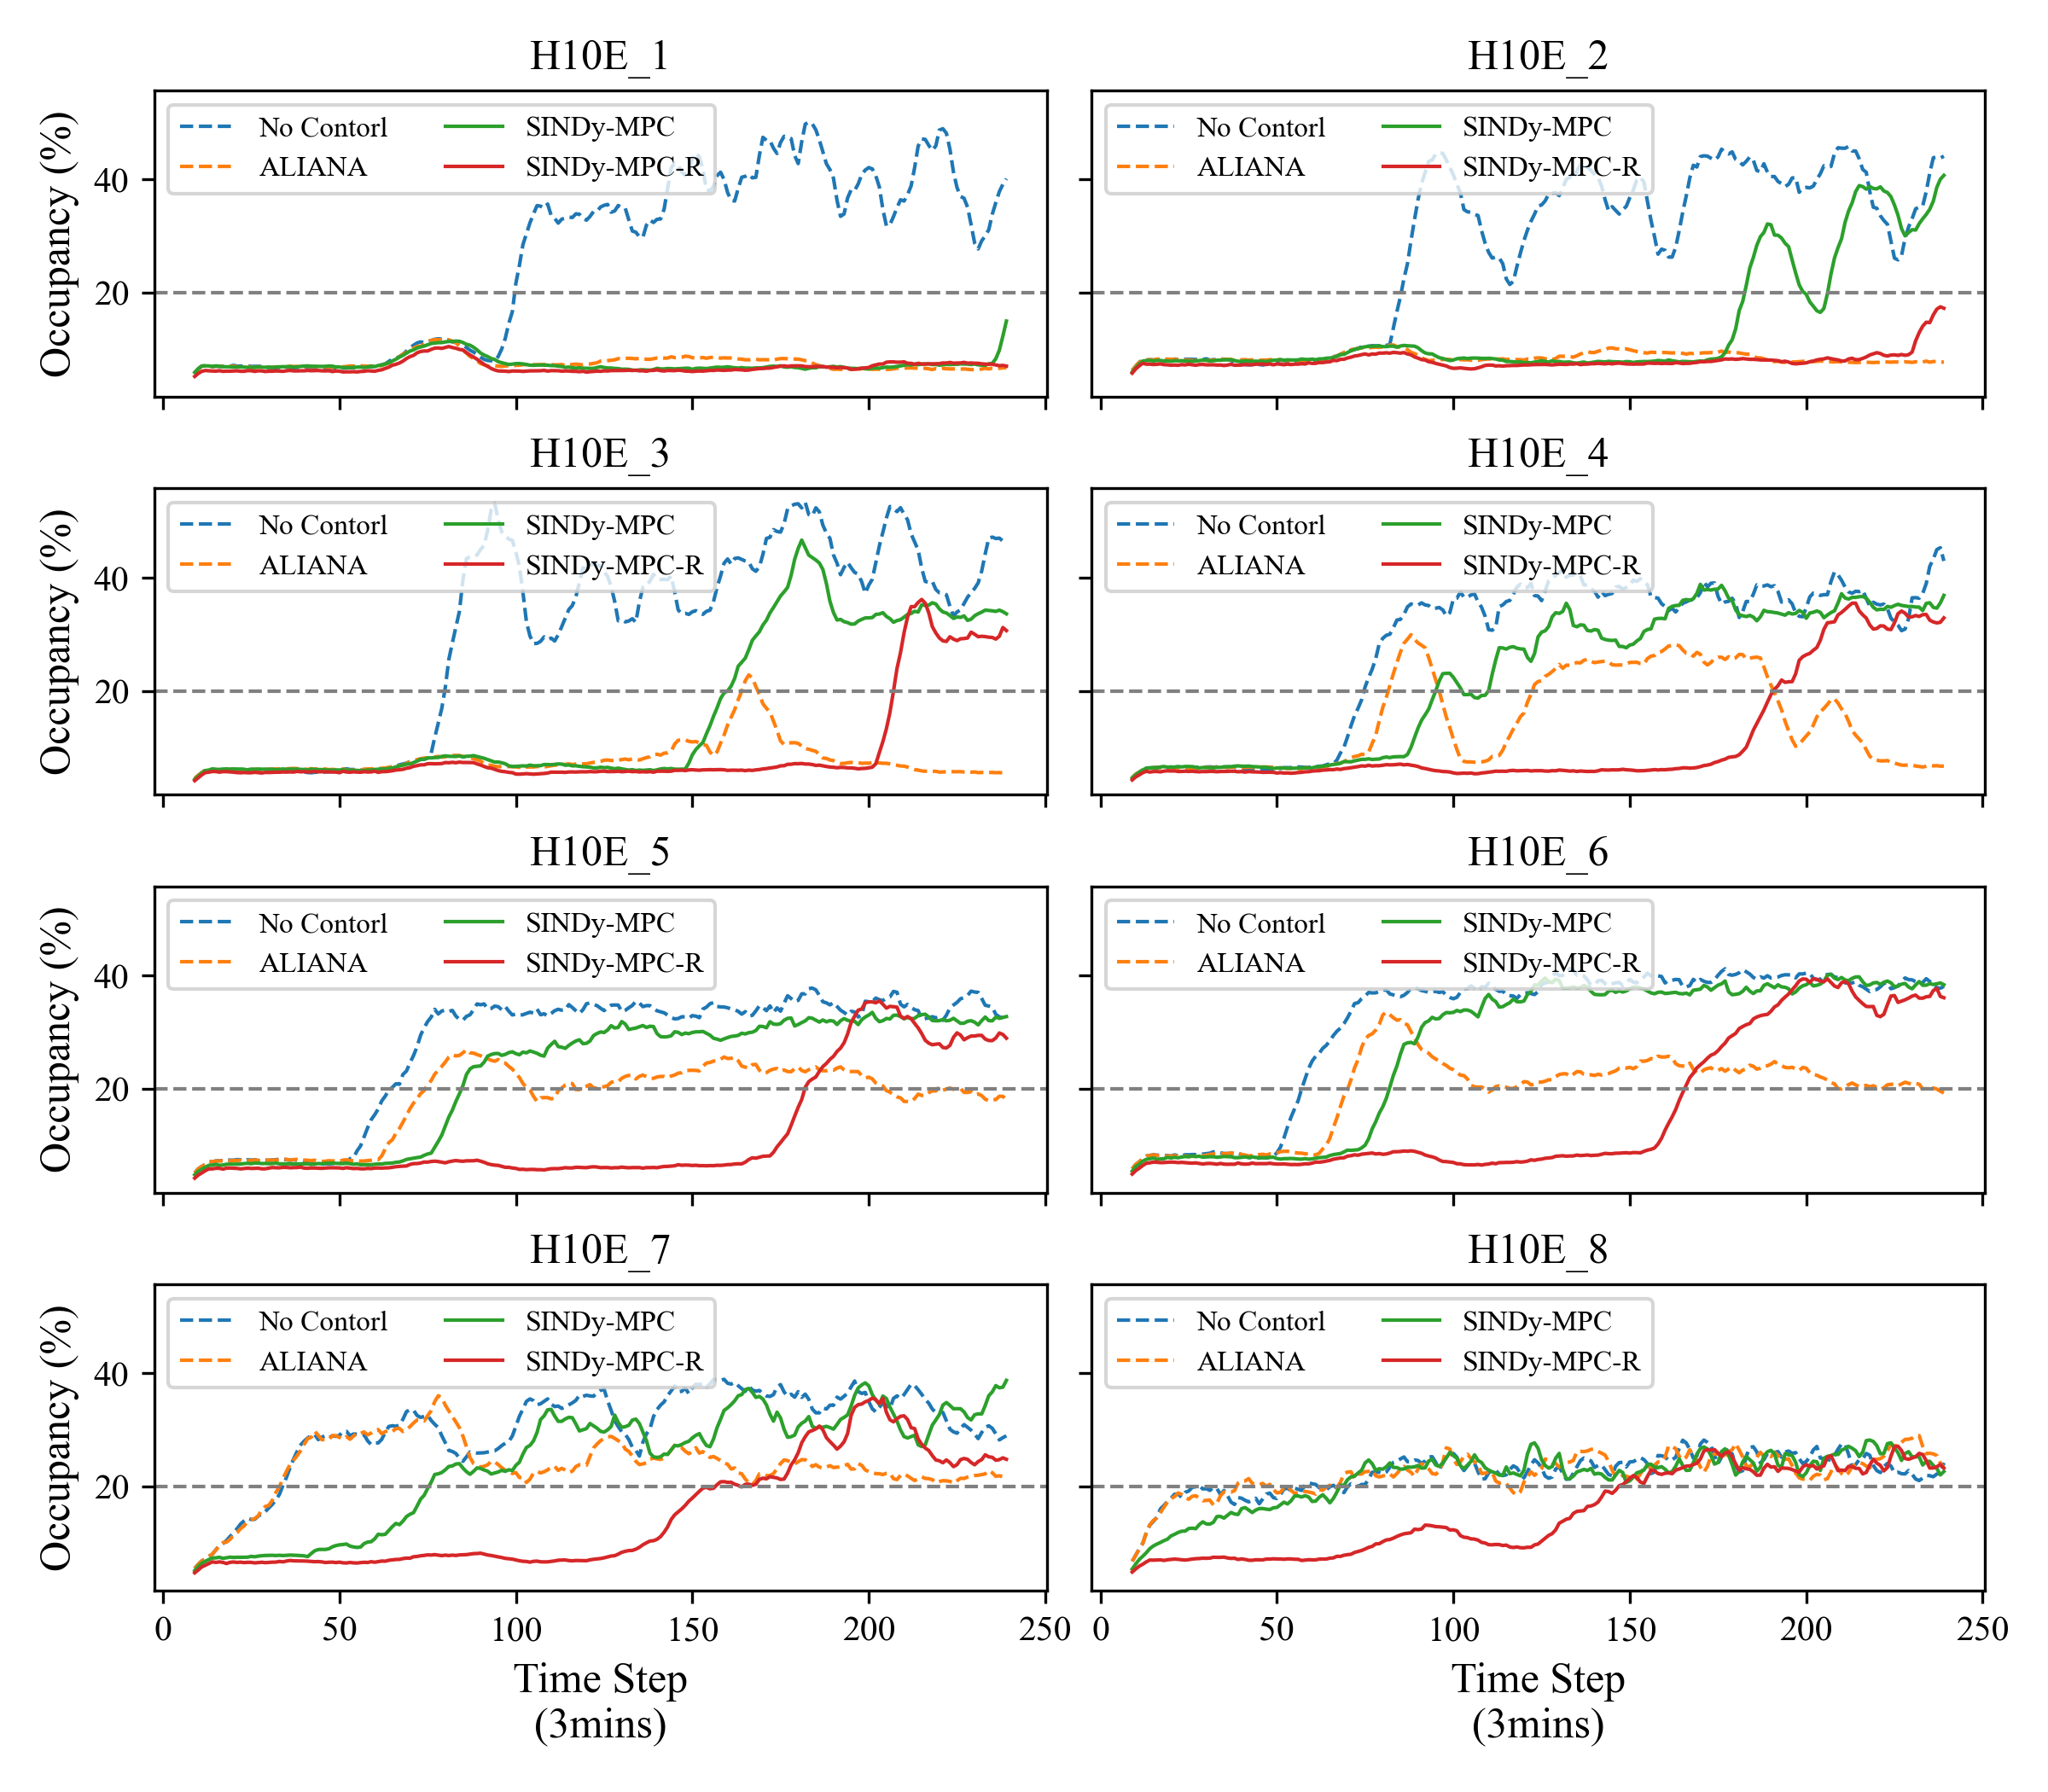 H10E_1
H10E_2
Occupancy (%)
40
20
No Contorl
ALIANA
SINDy-MPC
SINDy-MPC-R
No Contorl
ALIANA
SINDy-MPC
SINDy-MPC-R
H10E_3
H10E_4
Occupancy (%)
40
20
No Contorl
ALIANA
SINDy-MPC
SINDy-MPC-R
No Contorl
ALIANA
SINDy-MPC
SINDy-MPC-R
H10E_5
H10E_6
Occupancy (%)
40
20
No Contorl
ALIANA
SINDy-MPC
SINDy-MPC-R
No Contorl
ALIANA
SINDy-MPC
SINDy-MPC-R
H10E_7
H10E_8
Occupancy (%)
40
20
No Contorl
ALIANA
SINDy-MPC
SINDy-MPC-R
No Contorl
ALIANA
SINDy-MPC
SINDy-MPC-R
0 50 100 150 200 250
0 50 100 150 200 250
Time Step
(3mins)
Time Step
(3mins)